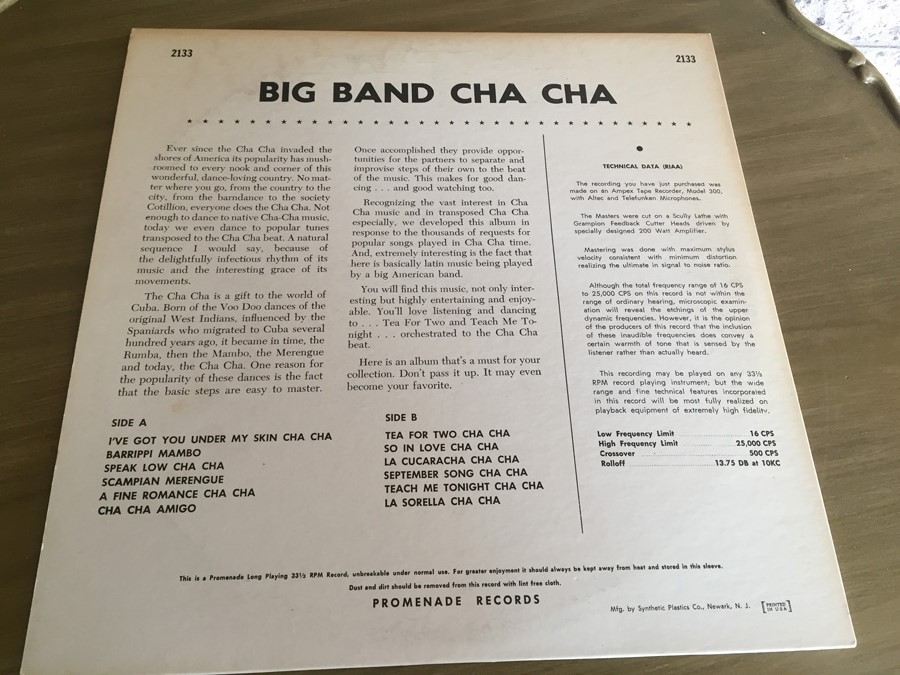 2133
2133
BIG BAND CHA CHA
Ever since the Cha Cha invaded the
shores of America its popularity has mush-
roomed to every nook and corner of this
wonderful, dance-loving country. No mat-
ter where you go, from the country to the
city, from the barndance to the society
Cotillion, everyone does the Cha Cha. Not
enough to dance to native Cha-Cha music,
today we even dance to popular tunes
transposed to the Cha Cha beat. A natural
sequence I would say, because of
the delightfully infectious rhythm of its
music and the interesting grace of its
movements.
The Cha Cha is a gift to the world of
Cuba. Born of the Voo Doo dances of the
original West Indians, influenced by the
Spaniards who migrated to Cuba several
hundred years ago, it became in time, the
Rumba, then the Mambo, the Merengue
and today, the Cha Cha. One reason for
the popularity of these dances is the fact
that the basic steps are easy to master.
Once accomplished they provide oppor-
tunities for the partners to separate and
improvise steps of their own to the beat
of the music. This makes for good dan-
cing . . . and good watching too.
Recognizing the vast interest in Cha
Cha music and in transposed Cha Cha
especially, we developed this album in
response to the thousands of requests for
popular songs played in Cha Cha time.
And, extremely interesting is the fact that
here is basically latin music being played
by a big American band.
You will find this music, not only inter-
esting but highly entertaining and enjoy-
able. You'll love listening and dancing
to . . . Tea For Two and Teach Me To-
night . . . orchestrated to the Cha Cha
beat.
Here is an album that's a must for your
collection. Don't pass it up. It may even
become your favorite.
TECHNICAL DATA (RIAA)
The recording you have just purchased was
made on an Ampex Tape Recorder, Model 300,
with Altec and Telefunken Microphones.
The Masters were cut on a Scully Lathe with
Grampion Feedback Cutter Heads driven by
specially designed 200 Watt Amplifier.
Mastering was done with maximum stylus
velocity consistent with minimum distortion
realizing the ultimate in signal to noise ratio.
Although the total frequency range of 16 CPS
to 25,000 CPS on this record is not within the
range of ordinary hearing, microscopic examin-
ation will reveal the etchings of the upper
dynamic frequencies. However, it is the opinion
of the producers of this record that the inclusion
of these inaudible frequencies does convey a
certain warmth of tone that is sensed by the
listener rather than actually heard.
This recording may be played on any 33⅓
RPM record playing instrument; but the wide
range and fine technical features incorporated
in this record will be most fully realized on
playback equipment of extremely high fidelity.
Low Frequency Limit 16 CPS
High Frequency Limit 25,000 CPS
Crossover 500 CPS
Rolloff 13.75 DB at 10KC
SIDE A
I'VE GOT YOU UNDER MY SKIN CHA CHA
BARRIPPI MAMBO
SPEAK LOW CHA CHA
SCAMPIAN MERENGUE
A FINE ROMANCE CHA CHA
CHA CHA AMIGO
SIDE B
TEA FOR TWO CHA CHA
SO IN LOVE CHA CHA
LA CUCARACHA CHA CHA
SEPTEMBER SONG CHA CHA
TEACH ME TONIGHT CHA CHA
LA SORELLA CHA CHA
This is a Promenade Long Playing 33⅓ RPM Record, unbreakable under normal use. For greater enjoyment it should always be kept away from heat and stored in this sleeve.
Dust and dirt should be removed from this record with lint free cloth.
PROMENADE RECORDS
Mfg. by Synthetic Plastics Co., Newark, N. J.
PRINTED
IN USA